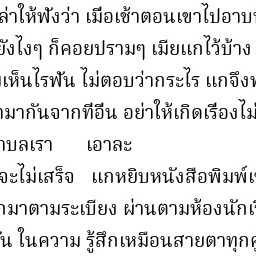 ล่าให้ฟังว่า เมื่อเช้าตอนเขาไปอาบ
ยังไงๆ ก็คอยปรามๆ เมียแกไว้บ้าง
เห็นไรฟัน ไม่ตอบว่ากระไร แกจึง
มากันจากที่อื่น อย่าให้เกิดเรื่องไม่
าบลเรา เอาละ
จะไม่เสร็จ แกหยิบหนังสือพิมพ์
มาตามระเบียง ผ่านตามห้องนักเรี
ัน ในความ รู้สึกเหมือนสายตาทุกคู